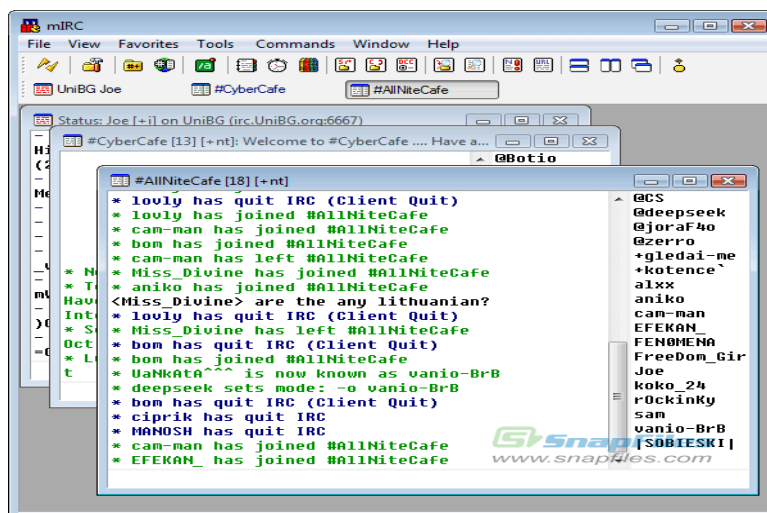 mIRC
File View Favorites Tools Commands Window Help
UniBG Joe #CyberCafe #AllNiteCafe
Status: Joe [+i] on UniBG (irc.UniBG.org:6667)
#CyberCafe [13] [+nt]: Welcome to #CyberCafe .... Have a...
@Botio
#AllNiteCafe [18] [+nt]
* lovly has quit IRC (Client Quit)
* lovly has joined #AllNiteCafe
* cam-man has joined #AllNiteCafe
* bom has joined #AllNiteCafe
* cam-man has left #AllNiteCafe
* Miss_Divine has joined #AllNiteCafe
* aniko has joined #AllNiteCafe
<Miss_Divine> are the any lithuanian?
* lovly has quit IRC (Client Quit)
* Miss_Divine has left #AllNiteCafe
* bom has quit IRC (Client Quit)
* bom has joined #AllNiteCafe
* VaNkAtA^^^ is now known as vanio-BrB
* deepseek sets mode: -o vanio-BrB
* bom has quit IRC (Client Quit)
* ciprik has quit IRC
* MANOSH has quit IRC
* cam-man has joined #AllNiteCafe
* EFEKAN_ has joined #AllNiteCafe
@CS
@deepseek
@joraF4o
@zerro
+gledai-me
+kotence`
alxx
aniko
cam-man
EFEKAN_
FEN0MENA
FreeDom_Gir
Joe
koko_24
rOckinKy
sam
vanio-BrB
|SOBIESKI|
SnapFiles
www.snapfiles.com